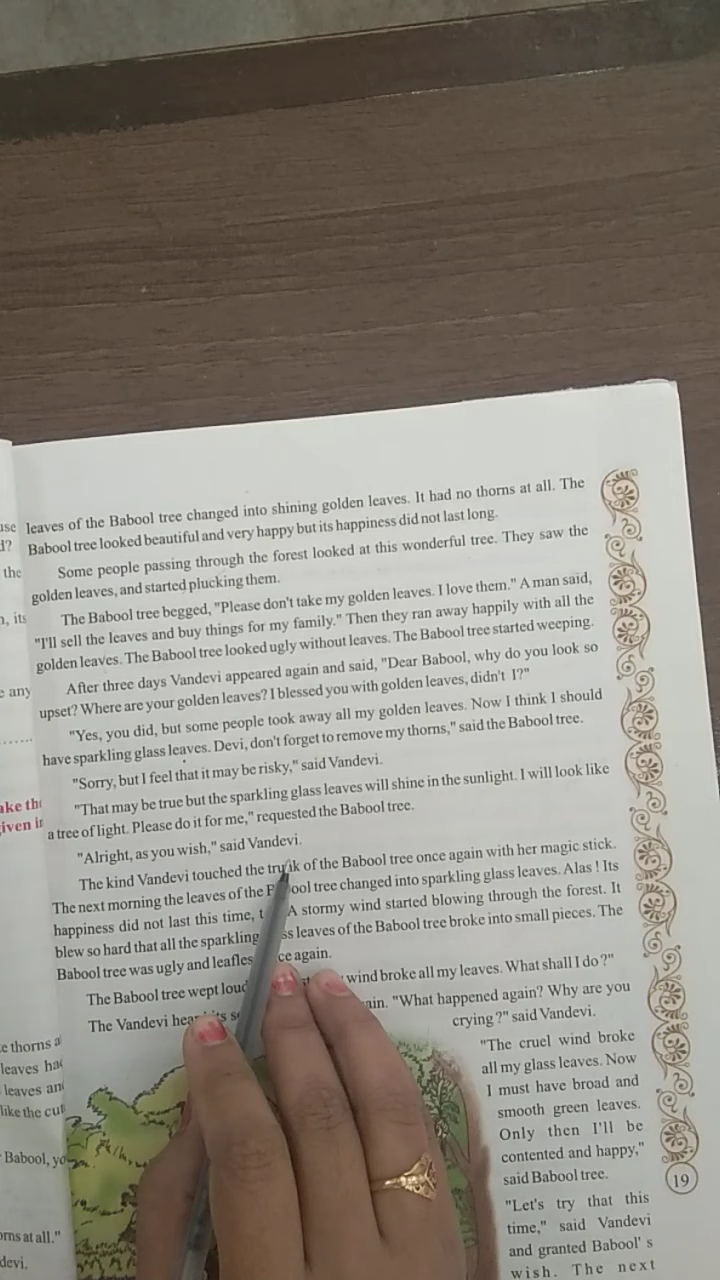 leaves of the Babool tree changed into shining golden leaves. It had no thorns at all. The
Babool tree looked beautiful and very happy but its happiness did not last long.
Some people passing through the forest looked at this wonderful tree. They saw the
golden leaves, and started plucking them.
The Babool tree begged, "Please don't take my golden leaves. I love them." A man said,
"I'll sell the leaves and buy things for my family." Then they ran away happily with all the
golden leaves. The Babool tree looked ugly without leaves. The Babool tree started weeping.
After three days Vandevi appeared again and said, "Dear Babool, why do you look so
upset? Where are your golden leaves? I blessed you with golden leaves, didn't I?"
"Yes, you did, but some people took away all my golden leaves. Now I think I should
have sparkling glass leaves. Devi, don't forget to remove my thorns," said the Babool tree.
"Sorry, but I feel that it may be risky," said Vandevi.
"That may be true but the sparkling glass leaves will shine in the sunlight. I will look like
a tree of light. Please do it for me," requested the Babool tree.
"Alright, as you wish," said Vandevi.
The kind Vandevi touched the trunk of the Babool tree once again with her magic stick.
The next morning the leaves of the Babool tree changed into sparkling glass leaves. Alas ! Its
happiness did not last this time, A stormy wind started blowing through the forest. It
blew so hard that all the sparkling leaves of the Babool tree broke into small pieces. The
Babool tree was ugly and again.
The Babool tree wept wind broke all my leaves. What shall I do ?"
The Vandevi "What happened again? Why are you
crying ?" said Vandevi.
"The cruel wind broke
all my glass leaves. Now
I must have broad and
smooth green leaves.
Only then I'll be
contented and happy,"
said Babool tree.
"Let's try that this
time," said Vandevi
and granted Babool' s
wish. The next
19
the
any
thorns
leaves
leaves
like the
Babool,
at all."